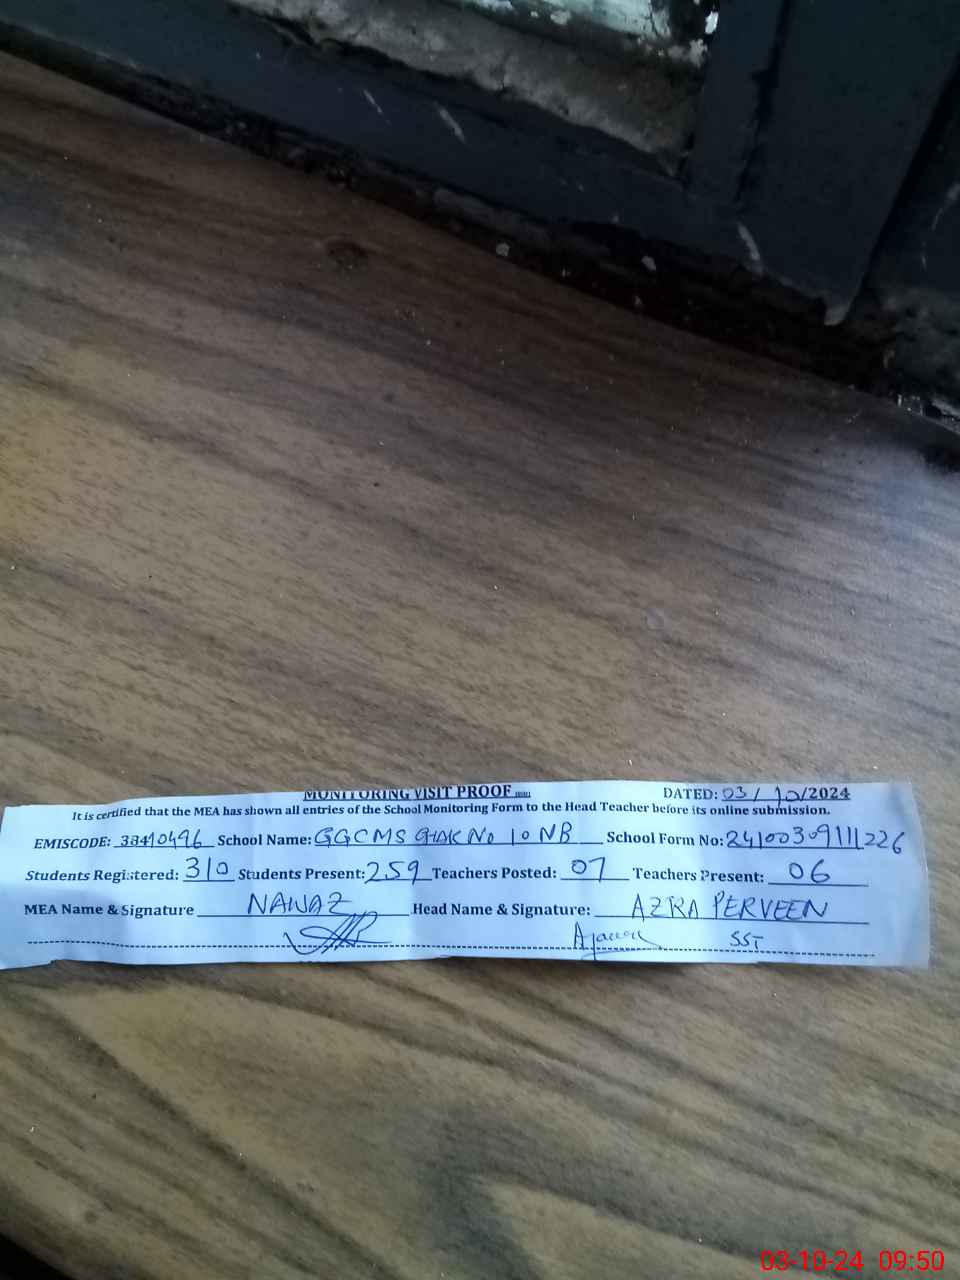 MONITORING VISIT PROOF
DATED: 03/10/2024
It is certified that the MEA has shown all entries of the School Monitoring Form to the Head Teacher before its online submission.
EMISCODE: 38410496 School Name: GGCMS CHAK No 10 NB School Form No: 24100309111226
Students Registered: 310 Students Present: 259 Teachers Posted: 07 Teachers Present: 06
MEA Name & Signature NAWAZ Head Name & Signature: AZRA PERVEEN
SST
03-10-24 09:50